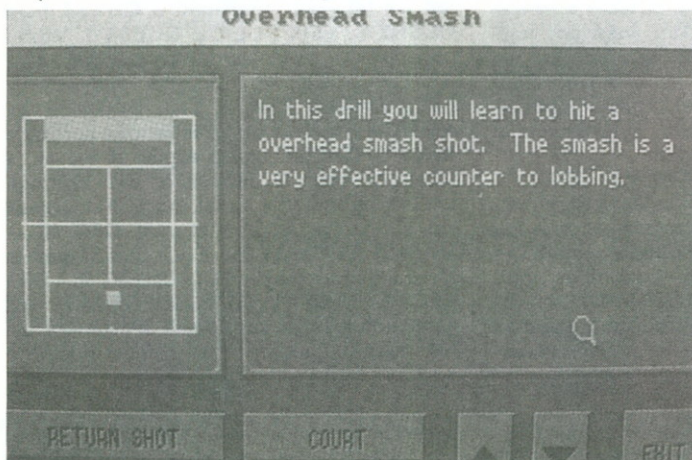 Overhead Smash
In this drill you will learn to hit a
overhead smash shot. The smash is a
very effective counter to lobbing.
RETURN SHOT
COURT
EXIT